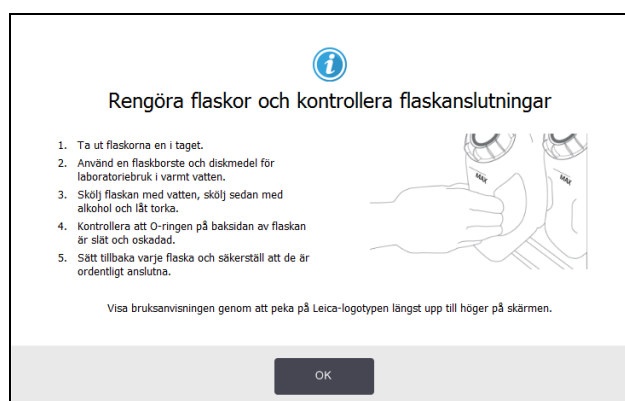 Rengöra flaskor och kontrollera flaskanslutningar
1. Ta ut flaskorna en i taget.
2. Använd en flaskborste och diskmedel för
laboratoriebruk i varmt vatten.
3. Skölj flaskan med vatten, skölj sedan med
alkohol och låt torka.
4. Kontrollera att O-ringen på baksidan av flaskan
är slät och oskadad.
5. Sätt tillbaka varje flaska och säkerställ att de är
ordentligt anslutna.
MAX
MAX
Visa bruksanvisningen genom att peka på Leica-logotypen längst upp till höger på skärmen.
OK